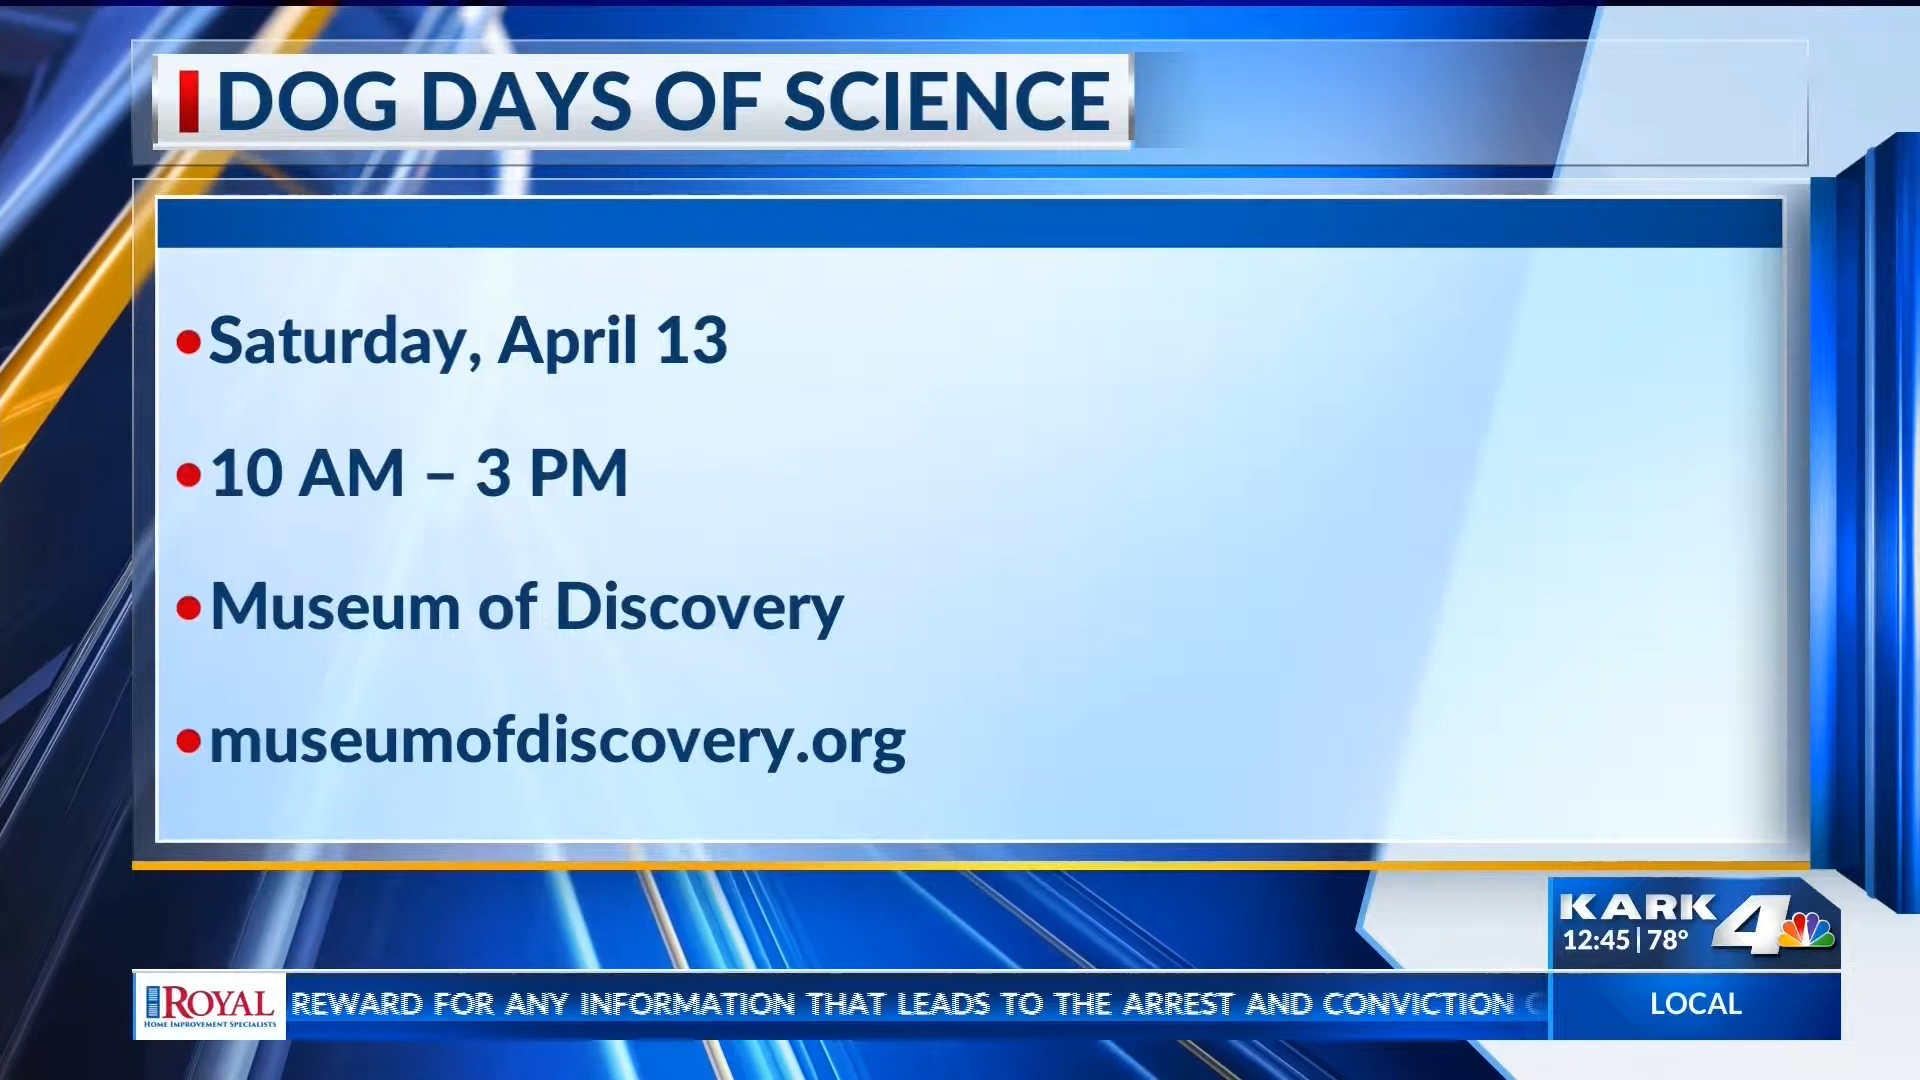 DOG DAYS OF SCIENCE
•Saturday, April 13
•10 AM – 3 PM
•Museum of Discovery
•museumofdiscovery.org
KARK 4
12:45 | 78°
ROYAL
HOME IMPROVEMENT SPECIALISTS
REWARD FOR ANY INFORMATION THAT LEADS TO THE ARREST AND CONVICTION
LOCAL